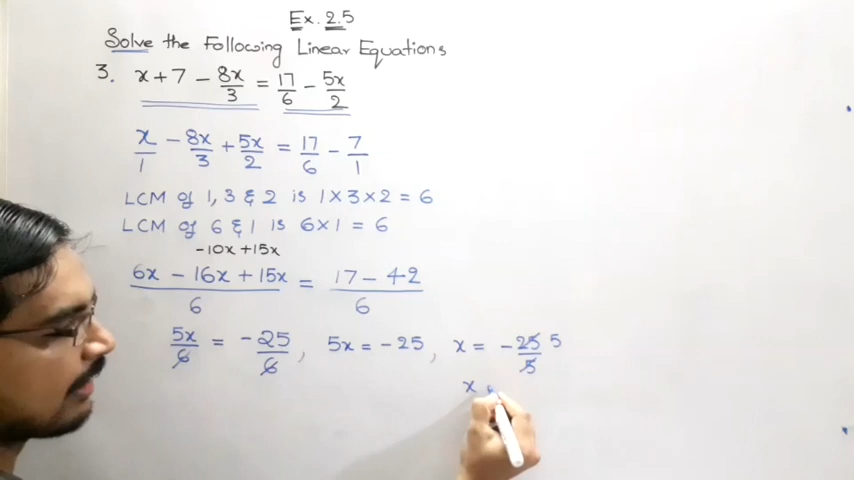 Ex. 2.5
Solve the Following Linear Equations
3. x + 7 - 8x/3 = 17/6 - 5x/2
x/1 - 8x/3 + 5x/2 = 17/6 - 7/1
LCM of 1, 3 & 2 is 1 X 3 X 2 = 6
LCM of 6 & 1 is 6 X 1 = 6
-10x + 15x
6x - 16x + 15x / 6 = 17 - 42 / 6
5x/6 = -25/6, 5x = -25, x = -25/5 5
x